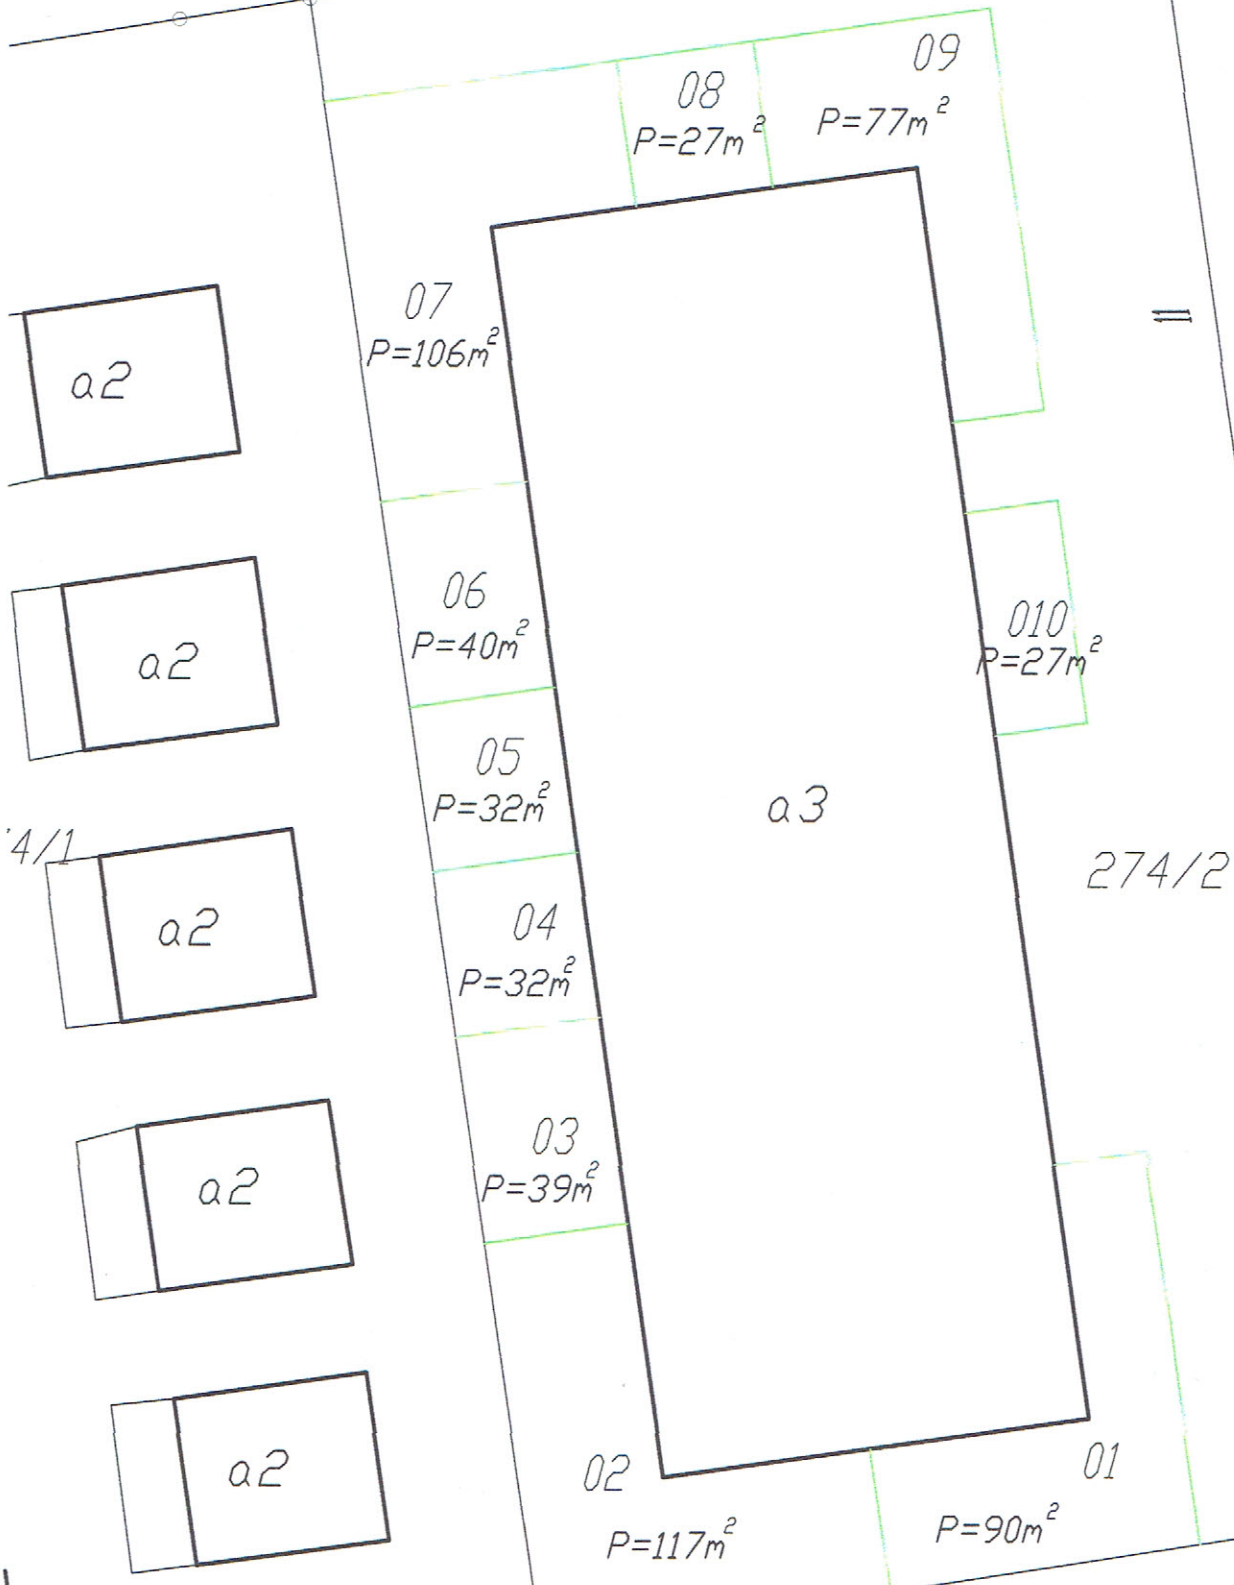 09
08
P=77m²
P=27m²
07
P=106m²
a2
06
P=40m²
010
P=27m²
a2
05
P=32m²
a3
4/1
274/2
04
a2
P=32m²
03
P=39m²
a2
01
02
a2
P=90m²
P=117m²